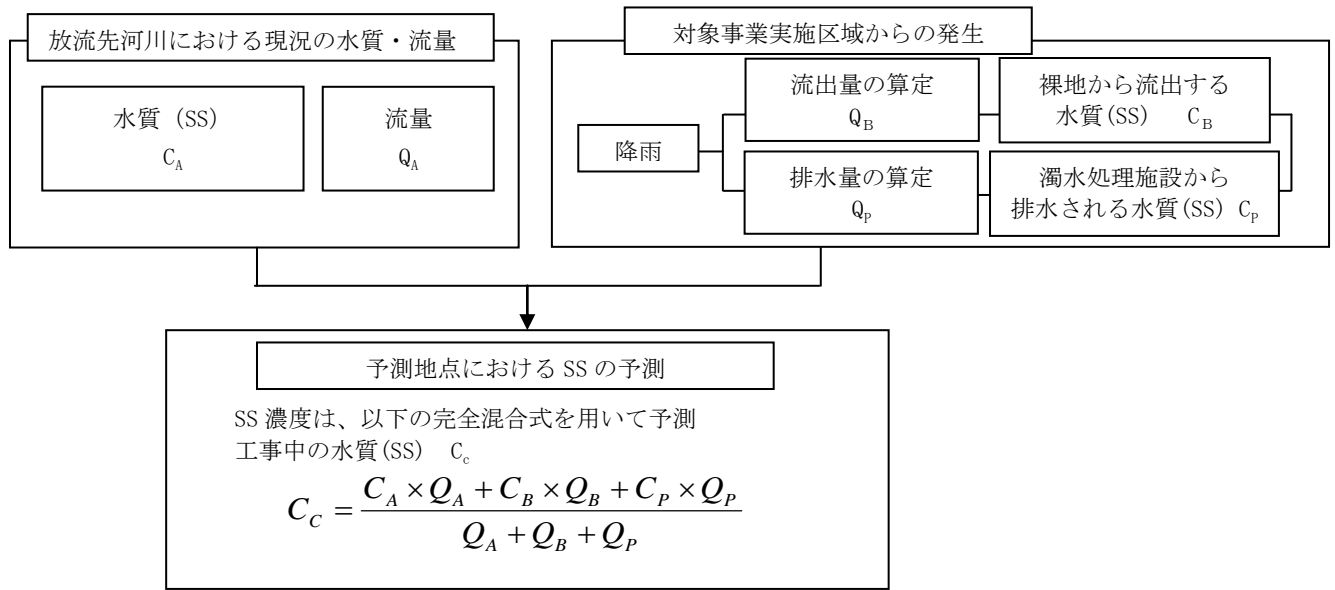 放流先河川における現況の水質・流量
水質 (SS)
C_A
流量
Q_A
対象事業実施区域からの発生
降雨
流出量の算定
Q_B
裸地から流出する
水質(SS) C_B
排水量の算定
Q_P
濁水処理施設から
排水される水質(SS) C_P
予測地点における SS の予測
SS 濃度は、以下の完全混合式を用いて予測
工事中の水質(SS) C_c
C_C = \frac{C_A × Q_A + C_B × Q_B + C_P × Q_P}{Q_A + Q_B + Q_P}